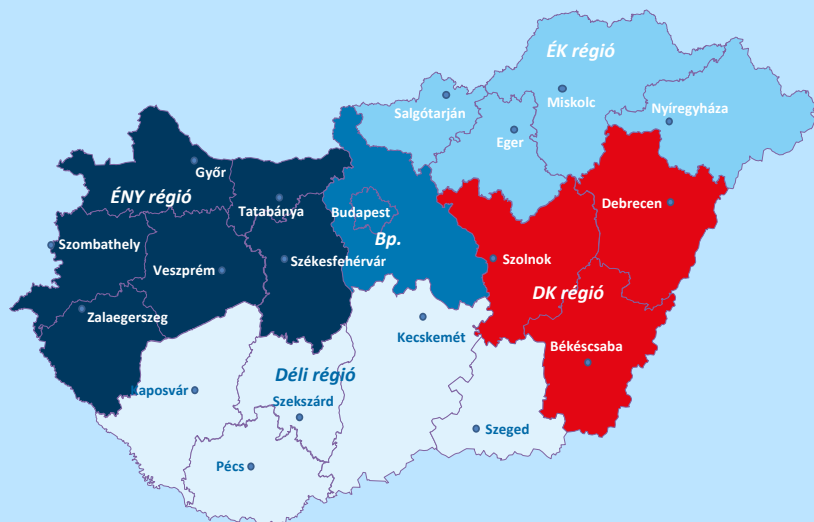 ÉK régió
Salgótarján
Miskolc
Nyíregyháza
Eger
Győr
ÉNY régió
Tatabánya
Budapest
Debrecen
Szombathely
Bp.
Veszprém
Székesfehérvár
Szolnok
DK régió
Zalaegerszeg
Kecskemét
Békéscsaba
Déli régió
Kaposvár
Szekszárd
Szeged
Pécs